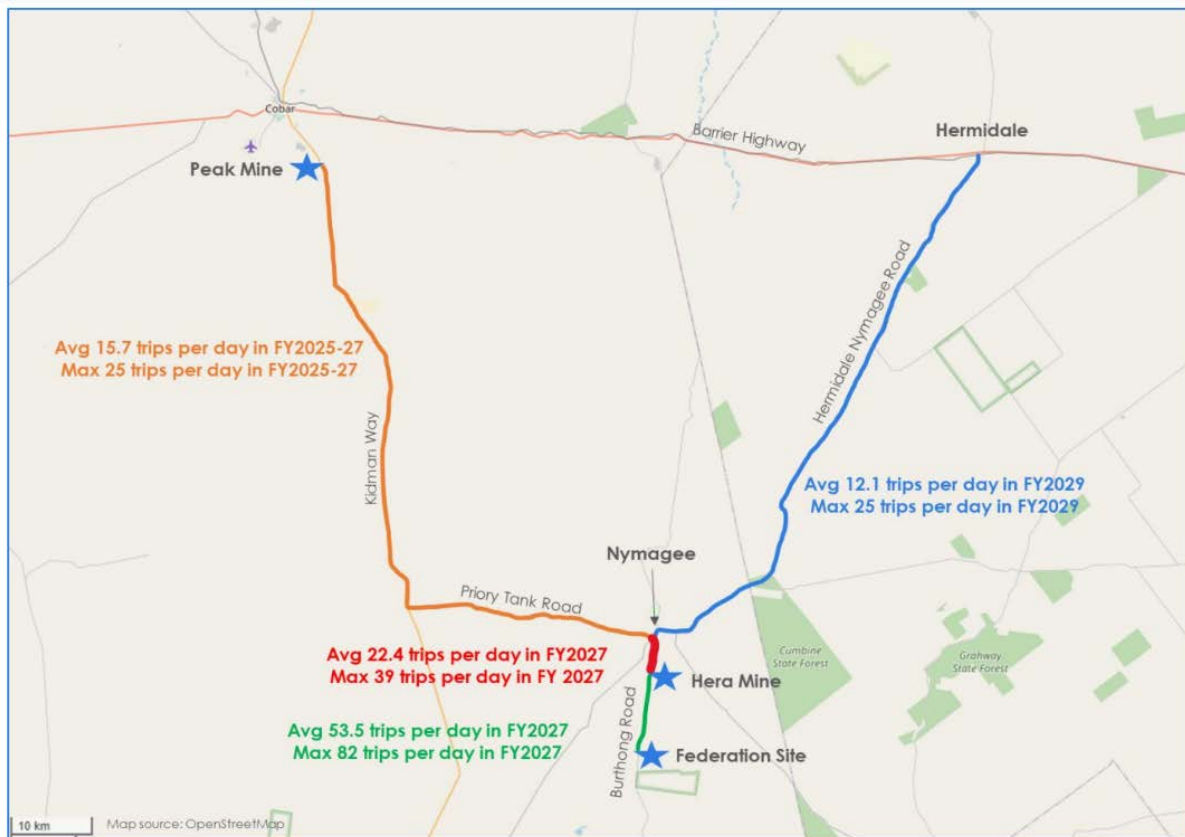 Cobar
Peak Mine
Barrier Highway
Hermidale
Hermidale Nymagee Road
Avg 15.7 trips per day in FY2025-27
Max 25 trips per day in FY2025-27
Kidman Way
Avg 12.1 trips per day in FY2029
Max 25 trips per day in FY2029
Nymagee
Priory Tank Road
Avg 22.4 trips per day in FY2027
Max 39 trips per day in FY 2027
Cumbine
State Forest
Grahway
State Forest
Hera Mine
Burthong Road
Avg 53.5 trips per day in FY2027
Max 82 trips per day in FY2027
Federation Site
10 km
Map source: OpenStreetMap